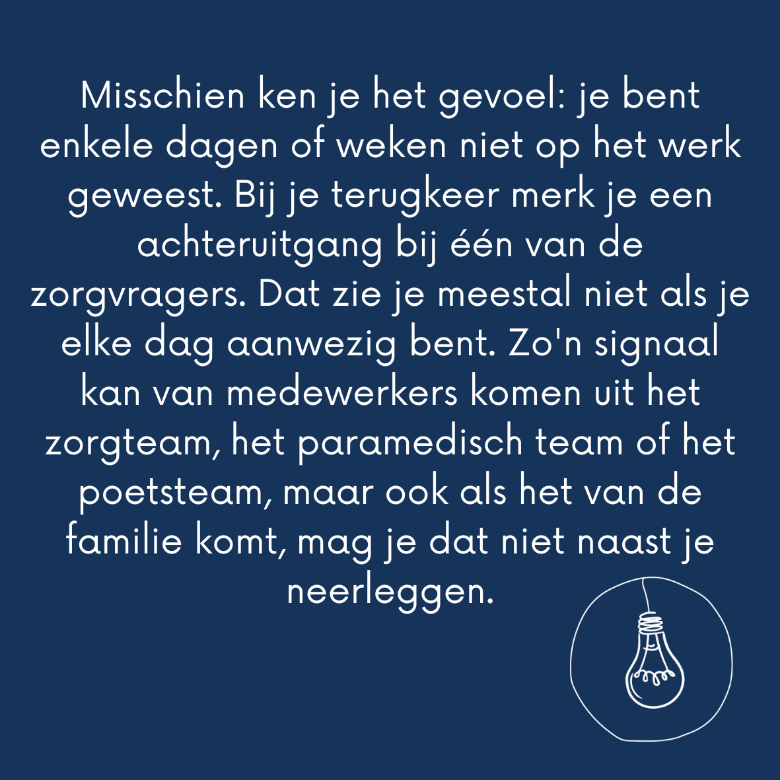 Misschien ken je het gevoel: je bent
enkele dagen of weken niet op het werk
geweest. Bij je terugkeer merk je een
achteruitgang bij één van de
zorgvragers. Dat zie je meestal niet als je
elke dag aanwezig bent. Zo'n signaal
kan van medewerkers komen uit het
zorgteam, het paramedisch team of het
poetsteam, maar ook als het van de
familie komt, mag je dat niet naast je
neerleggen.